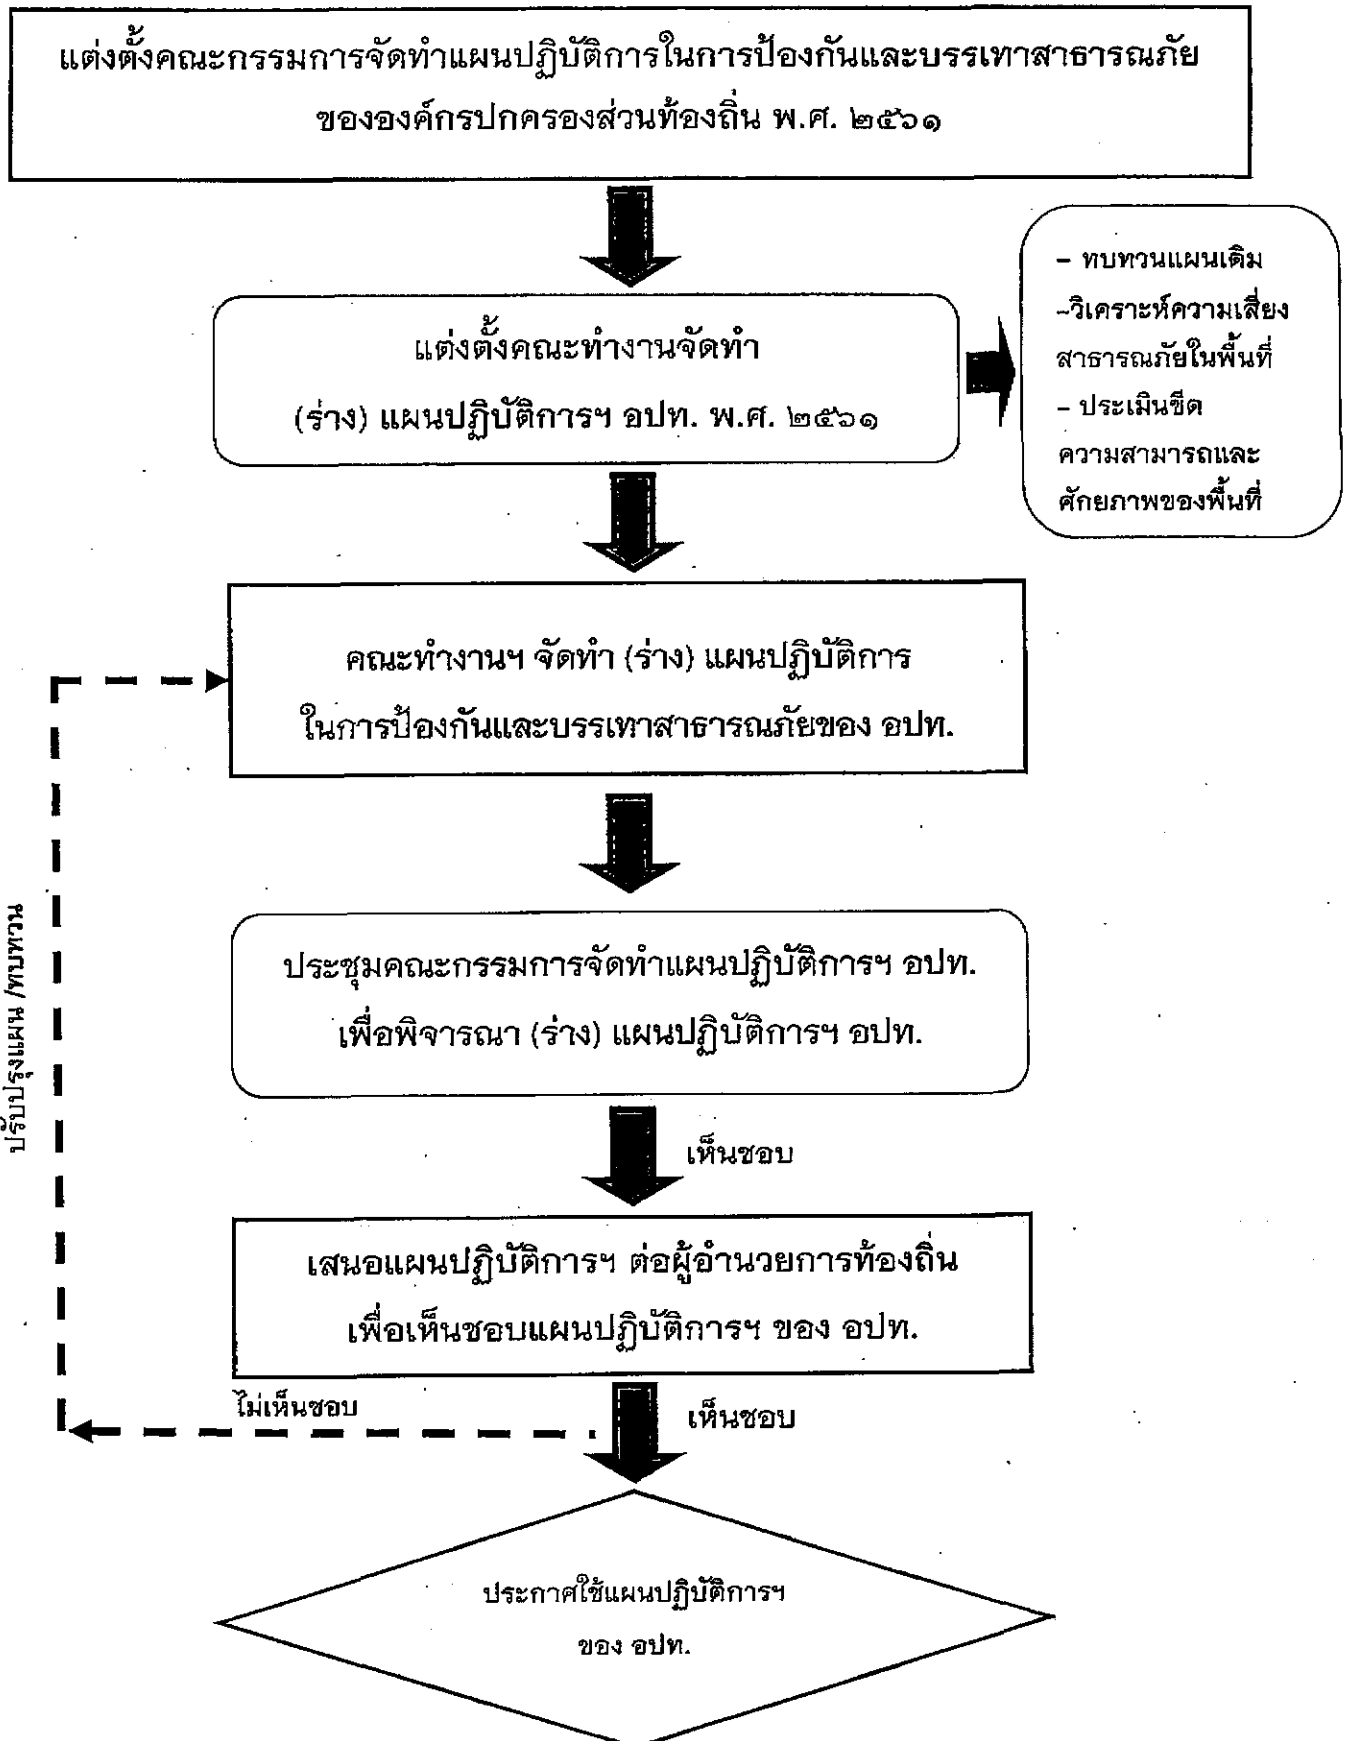 แต่งตั้งคณะกรรมการจัดทำแผนปฏิบัติการในการป้องกันและบรรเทาสาธารณภัย
ขององค์กรปกครองส่วนท้องถิ่น พ.ศ. ๒๕๖๑
แต่งตั้งคณะทำงานจัดทำ
(ร่าง) แผนปฏิบัติการฯ อปท. พ.ศ. ๒๕๖๑
- ทบทวนแผนเดิม
-วิเคราะห์ความเสี่ยง
สาธารณภัยในพื้นที่
- ประเมินขีด
ความสามารถและ
ศักยภาพของพื้นที่
คณะทำงานฯ จัดทำ (ร่าง) แผนปฏิบัติการ
ในการป้องกันและบรรเทาสาธารณภัยของ อปท.
ปรับปรุงแผน /ทบทวน
ประชุมคณะกรรมการจัดทำแผนปฏิบัติการฯ อปท.
เพื่อพิจารณา (ร่าง) แผนปฏิบัติการฯ อปท.
เห็นชอบ
เสนอแผนปฏิบัติการฯ ต่อผู้อำนวยการท้องถิ่น
เพื่อเห็นชอบแผนปฏิบัติการฯ ของ อปท.
ไม่เห็นชอบ
เห็นชอบ
ประกาศใช้แผนปฏิบัติการฯ
ของ อปท.